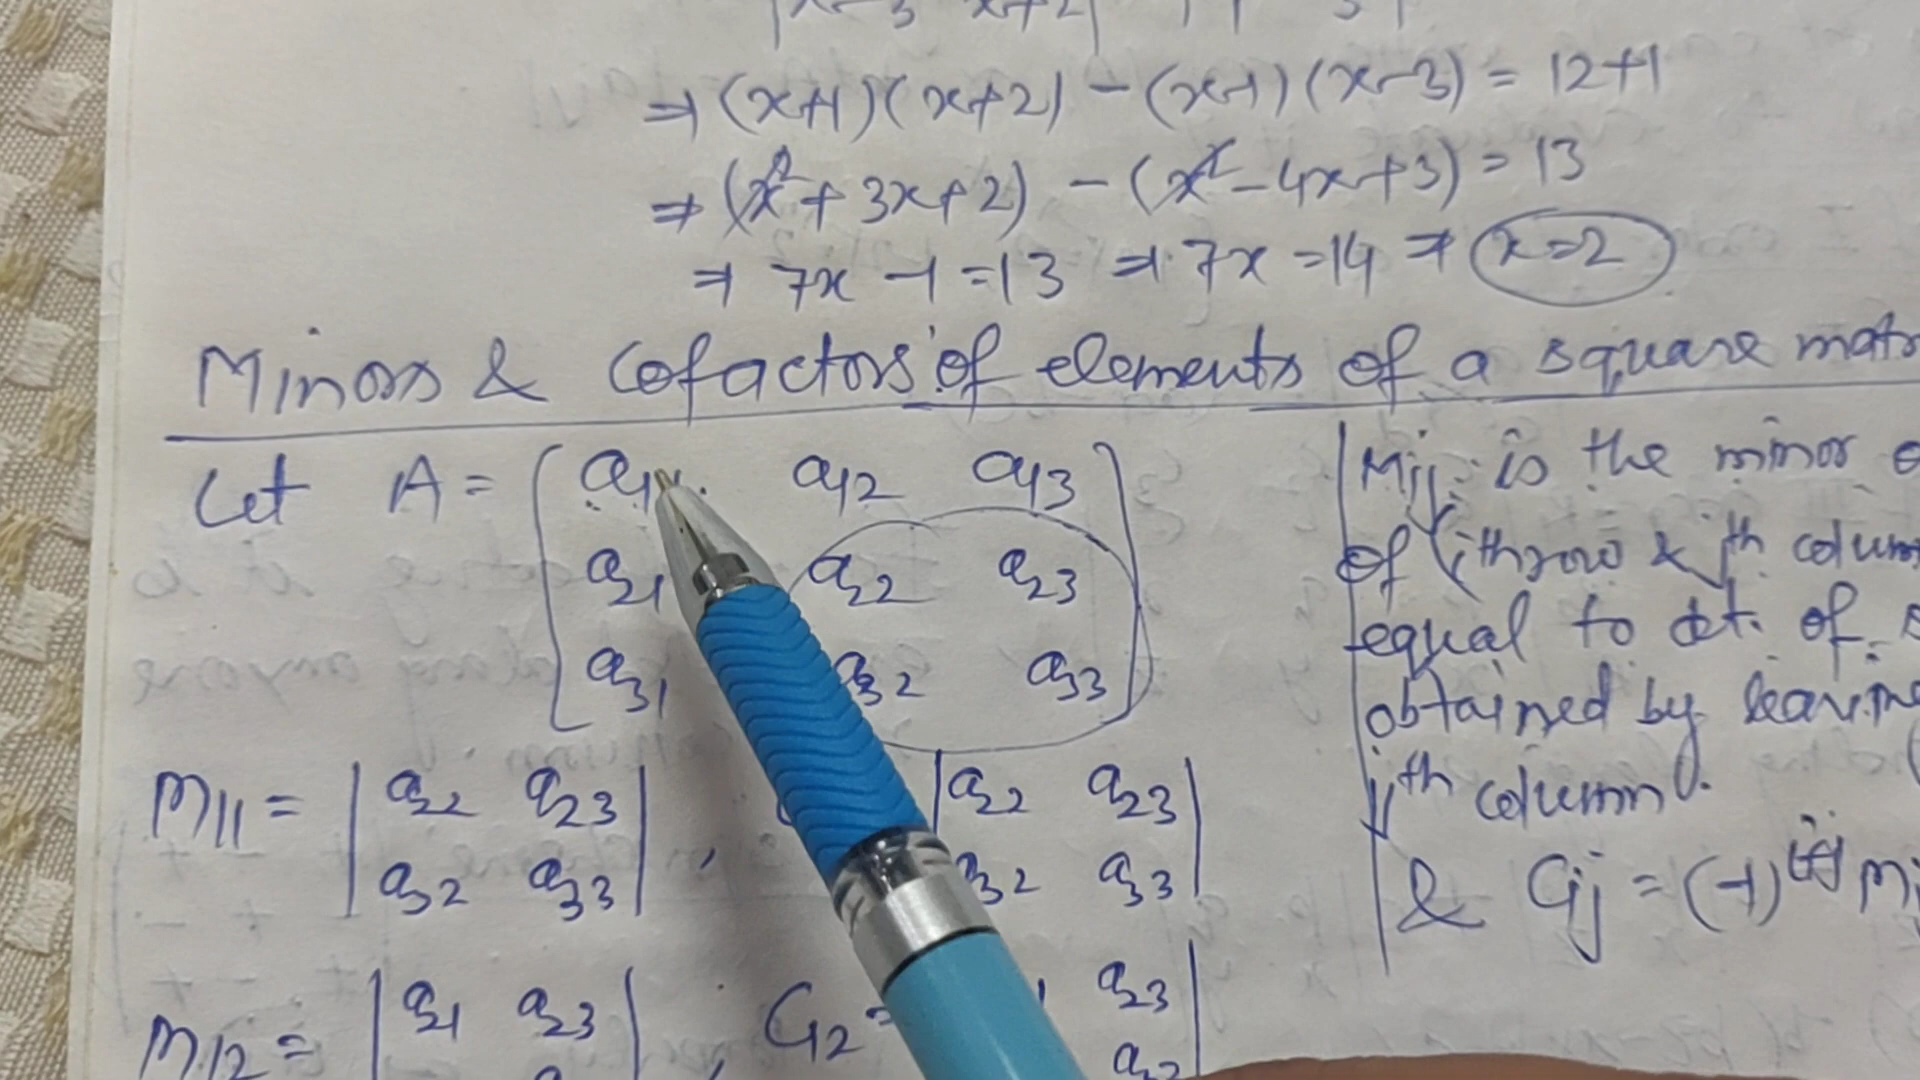 x-3 x+2
⇒ (x+1)(x+2) - (x-1)(x-3) = 12+1
⇒ (x²+3x+2) - (x²-4x+3) = 13
⇒ 7x-1=13 ⇒ 7x=14 ⇒ x=2
Minors & Cofactors of elements of a square
Let A = [ a11 a12 a13
a21 a22 a23
a31 a32 a33 ]
M11 = | a22 a23 | , | a22 a23 |
| a32 a33 | | a32 a33 |
M12 = | a21 a23 | , C12 = a23
Mij is the minor
of ith row & jth
equal to det. of
obtained by
jth column.
& Cij = (-1)^(i+j)